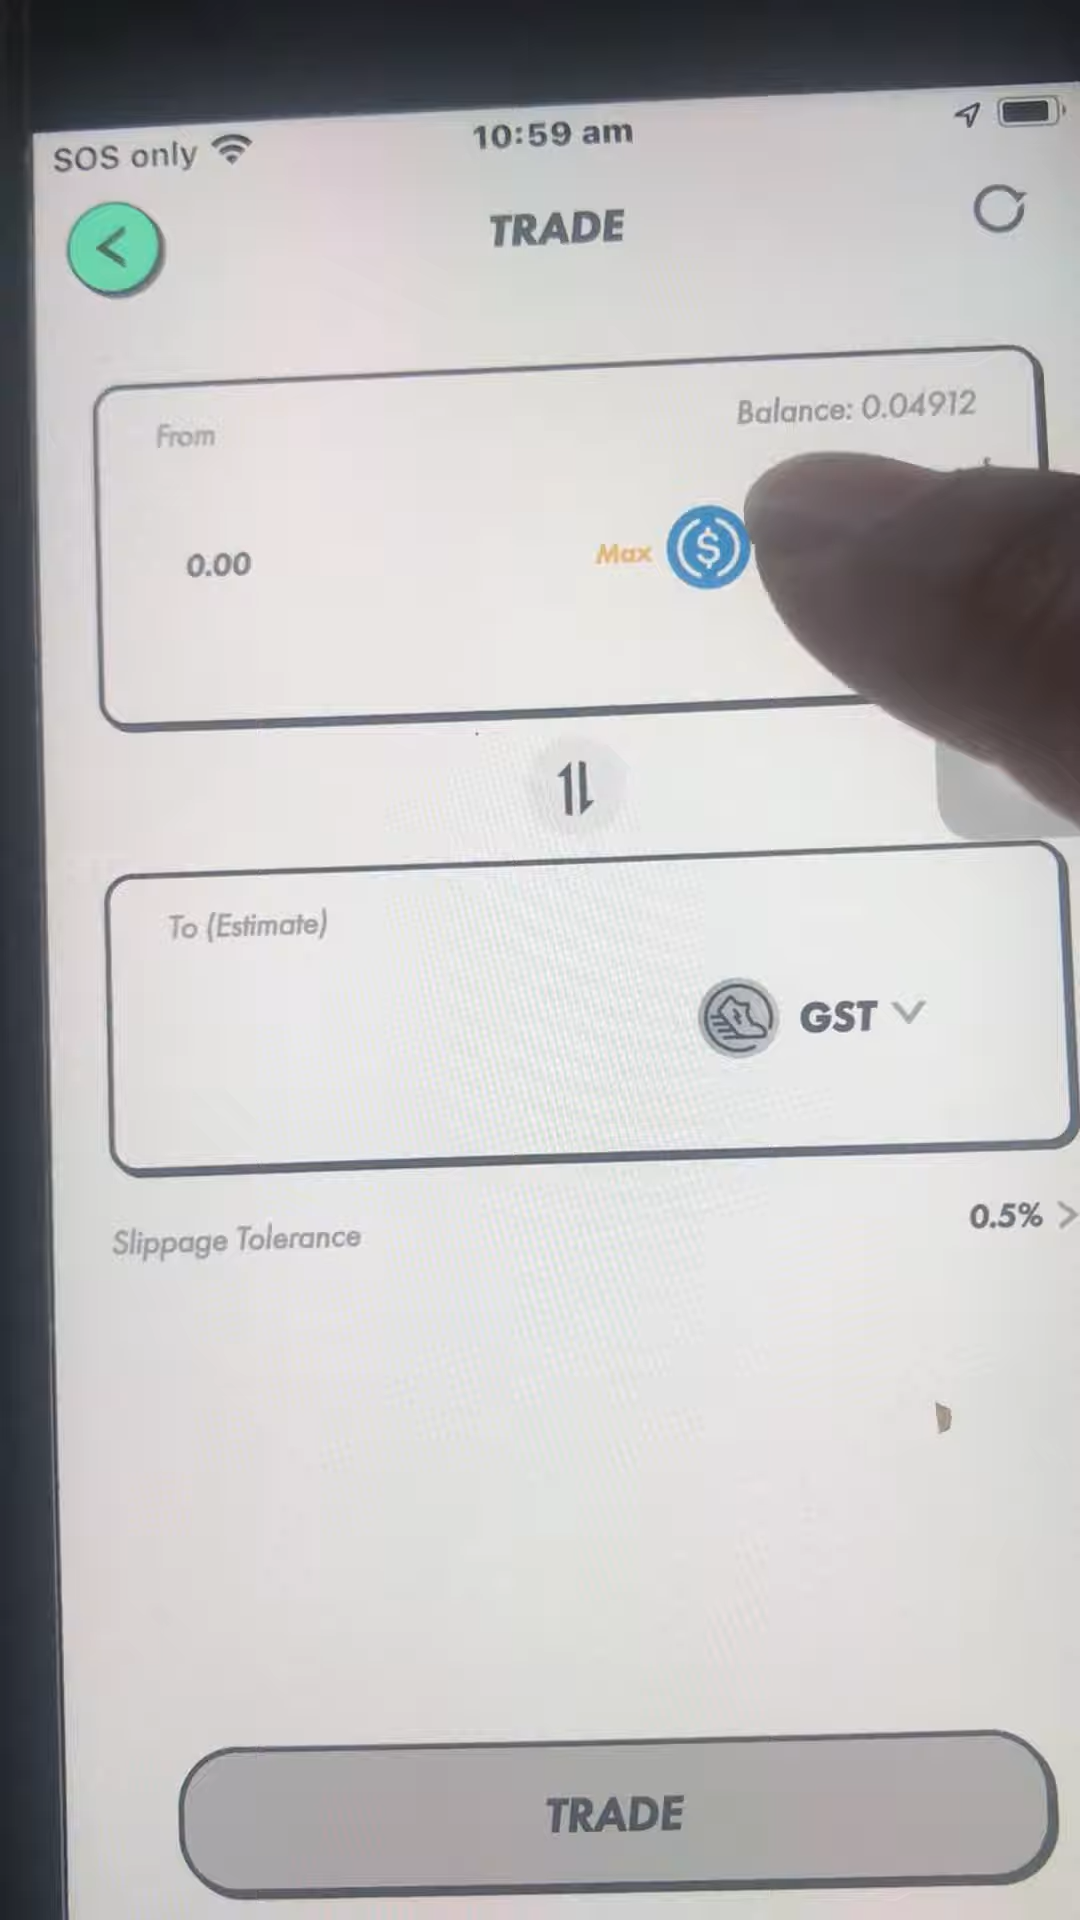 SOS only
10:59 am
TRADE
From
Balance: 0.04912
0.00
Max
To (Estimate)
GST
Slippage Tolerance
0.5%
TRADE